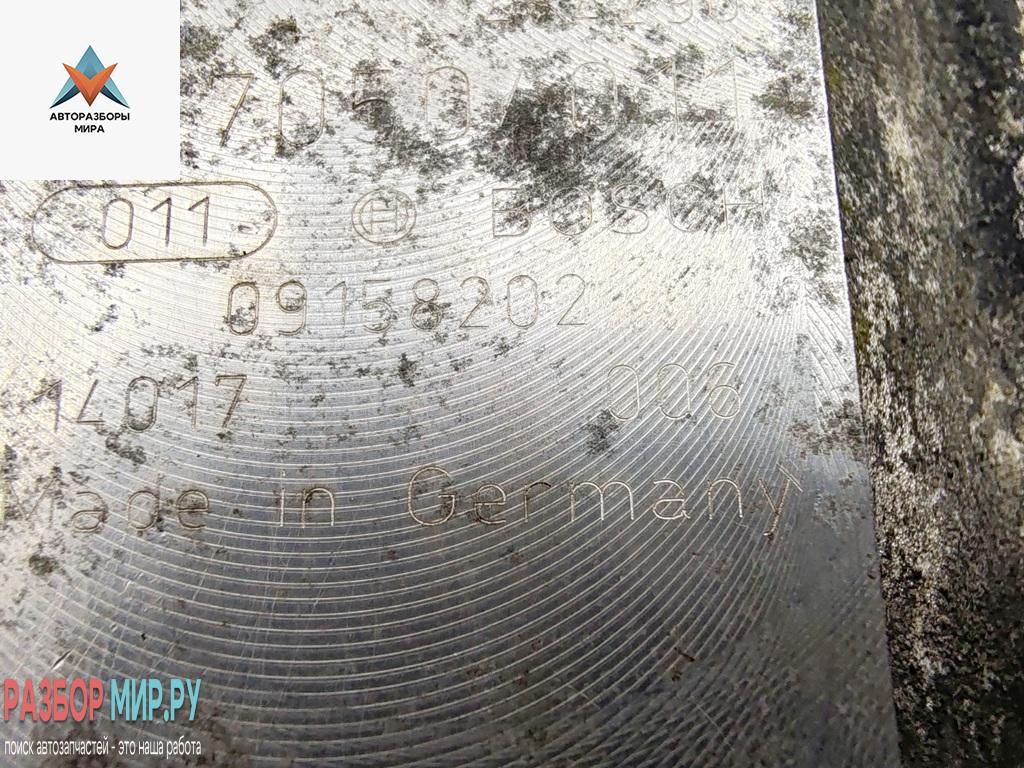 АВТОРАЗБОРЫ
МИРА
011
BOSCH
09158202
14017 006
Made in Germany
РАЗБОР МИР.РУ
поиск автозапчастей - это наша работа